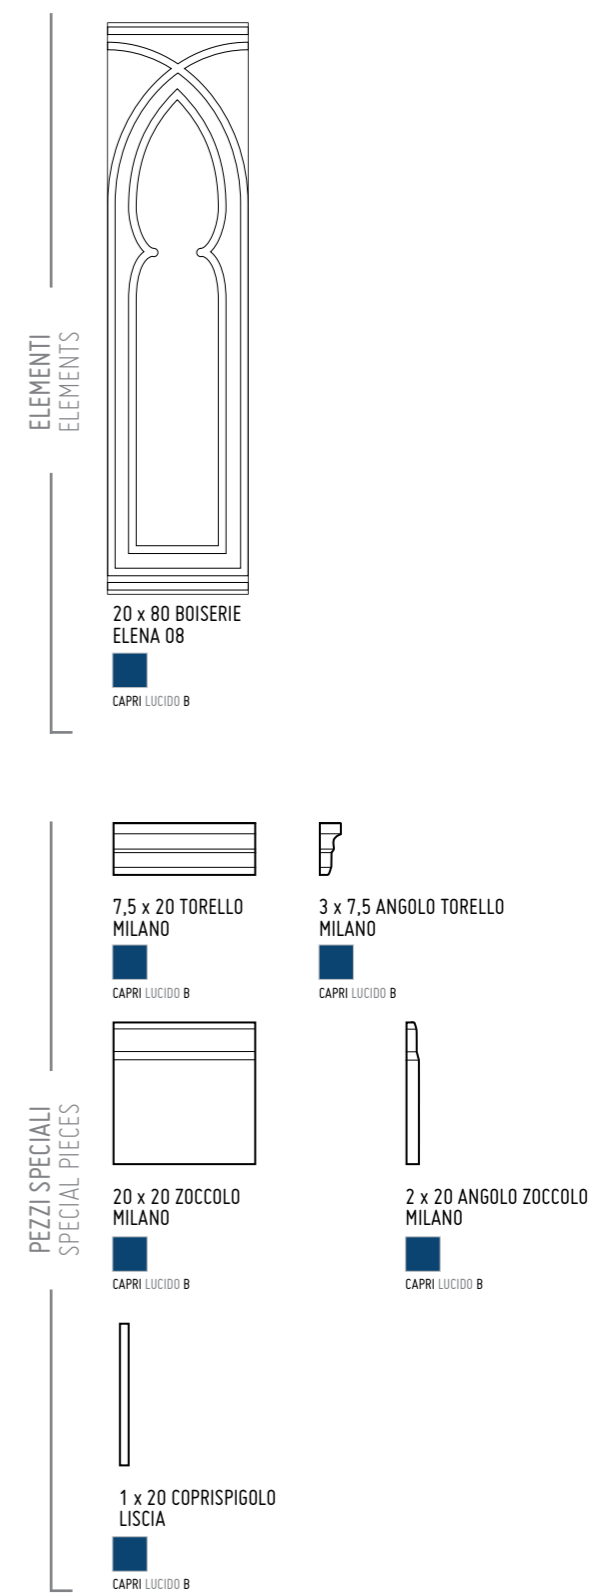 ELEMENTI
ELEMENTS
20 x 80 BOISERIE
ELENA 08
CAPRI LUCIDO B
PEZZI SPECIALI
SPECIAL PIECES
7,5 x 20 TORELLO
MILANO
CAPRI LUCIDO B
3 x 7,5 ANGOLO TORELLO
MILANO
CAPRI LUCIDO B
20 x 20 ZOCCOLO
MILANO
CAPRI LUCIDO B
2 x 20 ANGOLO ZOCCOLO
MILANO
CAPRI LUCIDO B
1 x 20 COPRISPIGOLO
LISCIA
CAPRI LUCIDO B